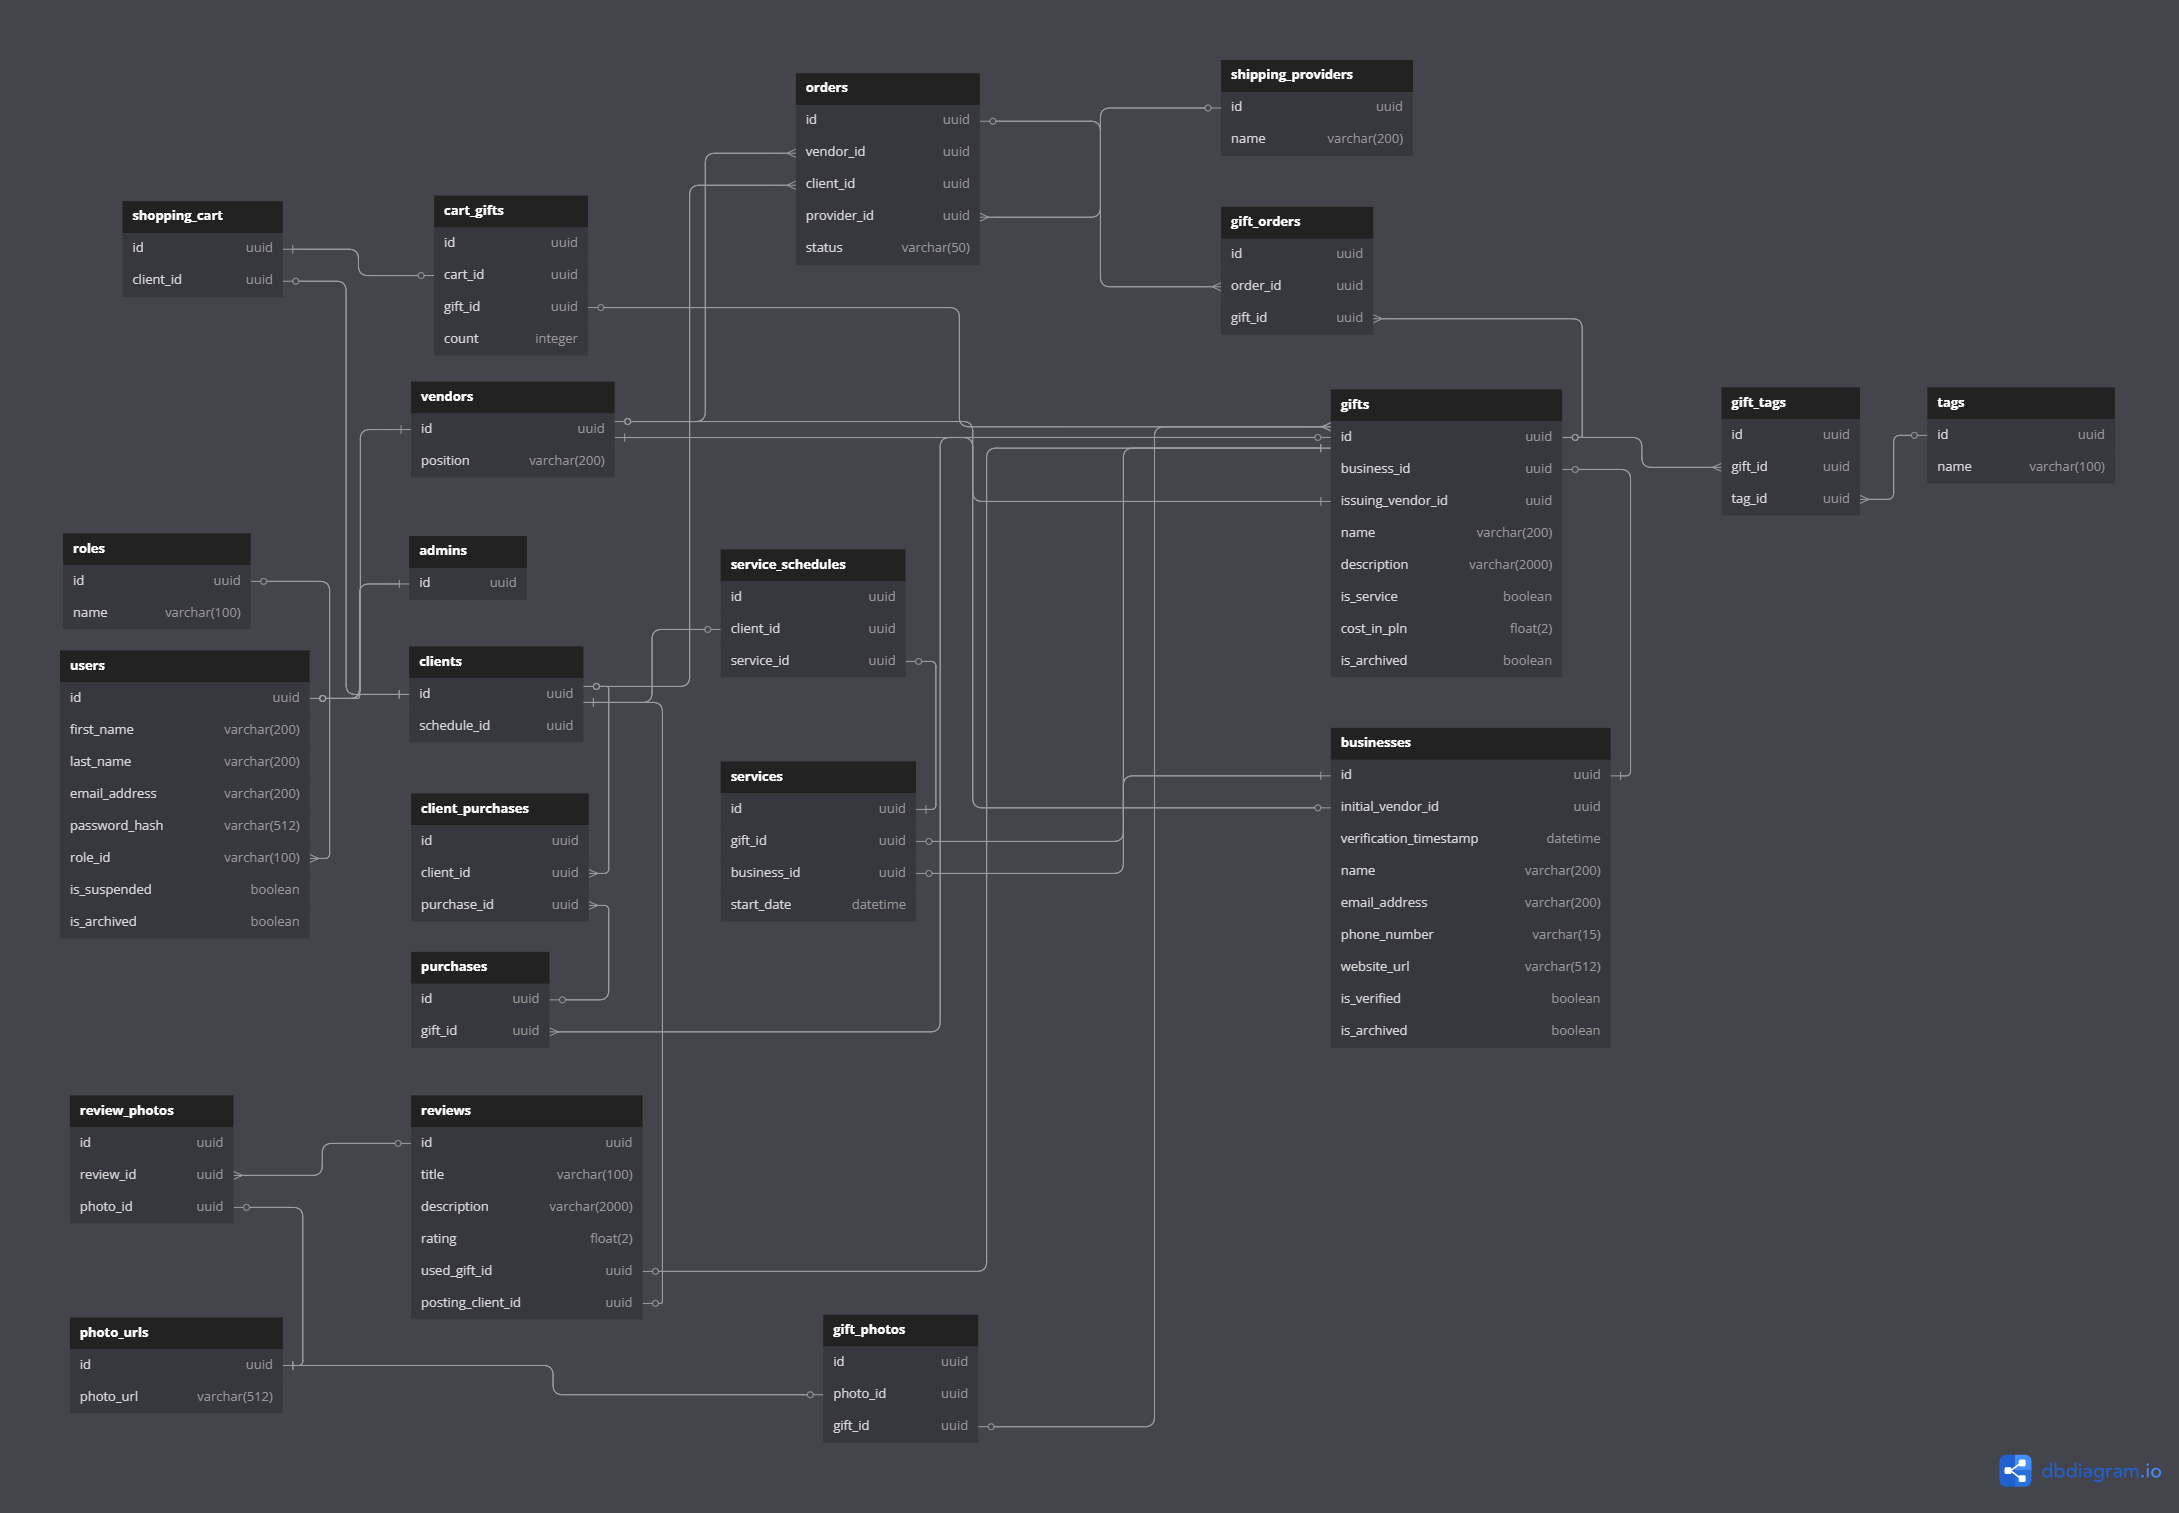 shipping_providers
id uuid
name varchar(200)
orders
id uuid
vendor_id uuid
client_id uuid
provider_id uuid
status varchar(50)
shopping_cart
id uuid
client_id uuid
cart_gifts
id uuid
cart_id uuid
gift_id uuid
count integer
gift_orders
id uuid
order_id uuid
gift_id uuid
vendors
id uuid
position varchar(200)
gifts
id uuid
business_id uuid
issuing_vendor_id uuid
name varchar(200)
description varchar(2000)
is_service boolean
cost_in_pln float(2)
is_archived boolean
gift_tags
id uuid
gift_id uuid
tag_id uuid
tags
id uuid
name varchar(100)
roles
id uuid
name varchar(100)
admins
id uuid
service_schedules
id uuid
client_id uuid
service_id uuid
users
id uuid
first_name varchar(200)
last_name varchar(200)
email_address varchar(200)
password_hash varchar(512)
role_id varchar(100)
is_suspended boolean
is_archived boolean
clients
id uuid
schedule_id uuid
services
id uuid
gift_id uuid
business_id uuid
start_date datetime
businesses
id uuid
initial_vendor_id uuid
verification_timestamp datetime
name varchar(200)
email_address varchar(200)
phone_number varchar(15)
website_url varchar(512)
is_verified boolean
is_archived boolean
client_purchases
id uuid
client_id uuid
purchase_id uuid
purchases
id uuid
gift_id uuid
review_photos
id uuid
review_id uuid
photo_id uuid
reviews
id uuid
title varchar(100)
description varchar(2000)
rating float(2)
used_gift_id uuid
posting_client_id uuid
photo_urls
id uuid
photo_url varchar(512)
gift_photos
id uuid
photo_id uuid
gift_id uuid
dbdiagram.io